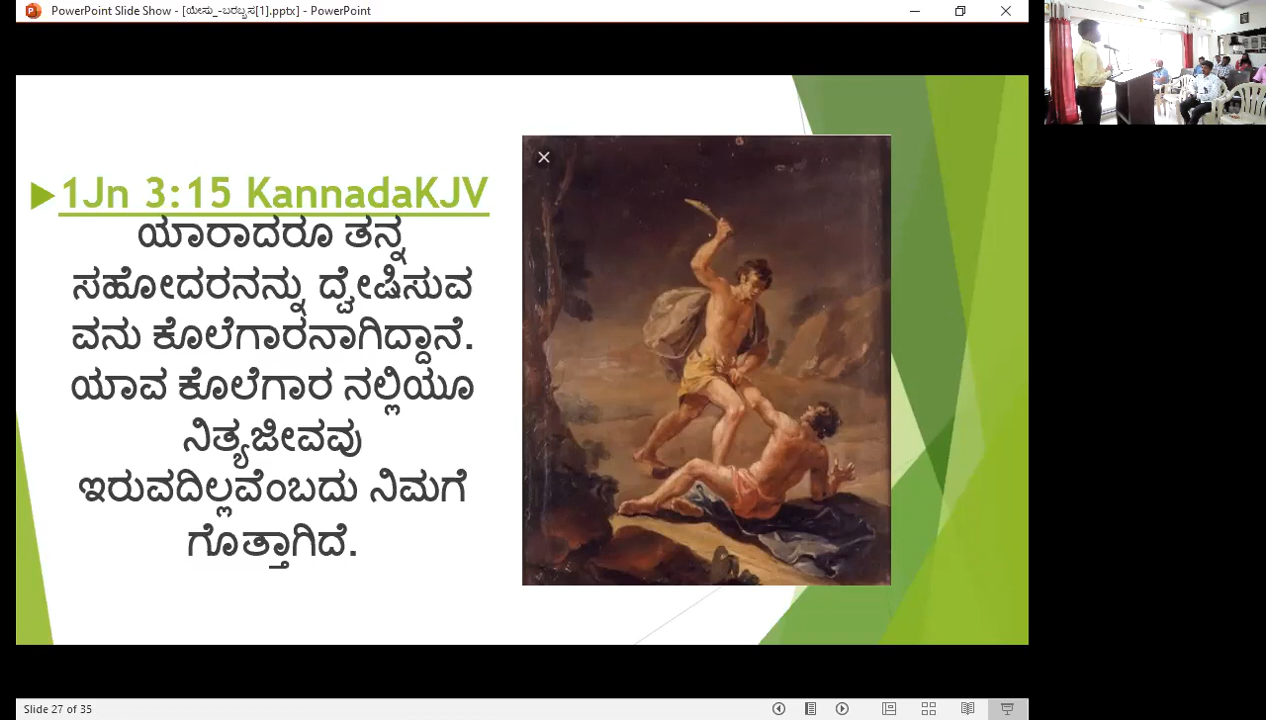 PowerPoint Slide Show - [ಯೇಸು_-ಬರಬ್ಬಸ[1].pptx] - PowerPoint
1Jn 3:15 KannadaKJV
ಯಾರಾದರೂ ತನ್ನ
ಸಹೋದರನನ್ನು ದ್ವೇಷಿಸುವ
ವನು ಕೊಲೆಗಾರನಾಗಿದ್ದಾನೆ.
ಯಾವ ಕೊಲೆಗಾರ ನಲ್ಲಿಯೂ
ನಿತ್ಯಜೀವವು
ಇರುವದಿಲ್ಲವೆಂಬದು ನಿಮಗೆ
ಗೊತ್ತಾಗಿದೆ.
Slide 27 of 35